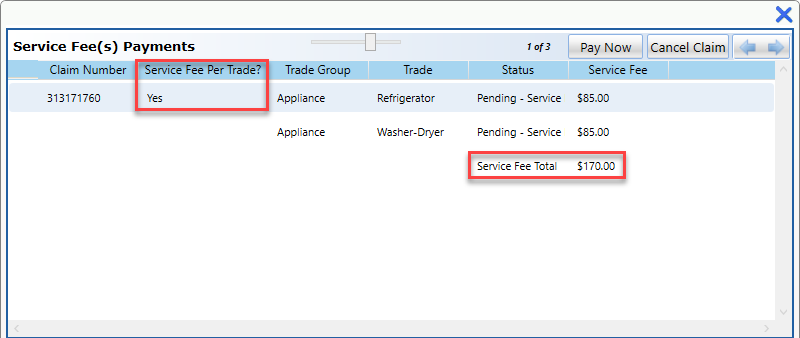 Service Fee(s) Payments 1 of 3 Pay Now Cancel Claim
Claim Number Service Fee Per Trade? Trade Group Trade Status Service Fee
313171760 Yes Appliance Refrigerator Pending - Service $85.00
Appliance Washer-Dryer Pending - Service $85.00
Service Fee Total $170.00